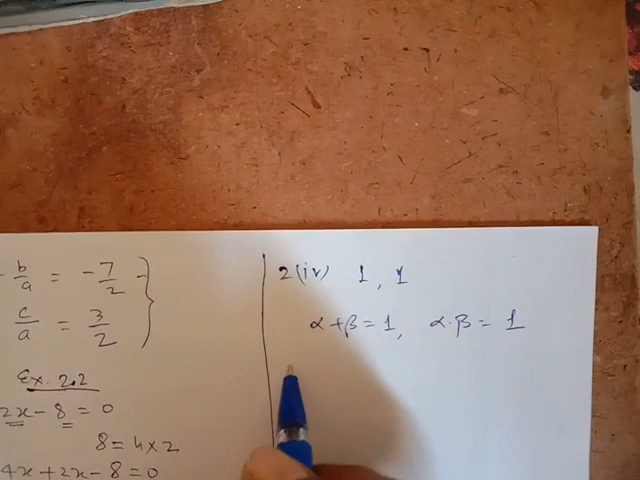 - b/a = -7/2
c/a = 3/2
Ex. 2.2
2x - 8 = 0
8 = 4 x 2
4x + 2x - 8 = 0
2(iv) 1, 1
α + β = 1, α.β = 1